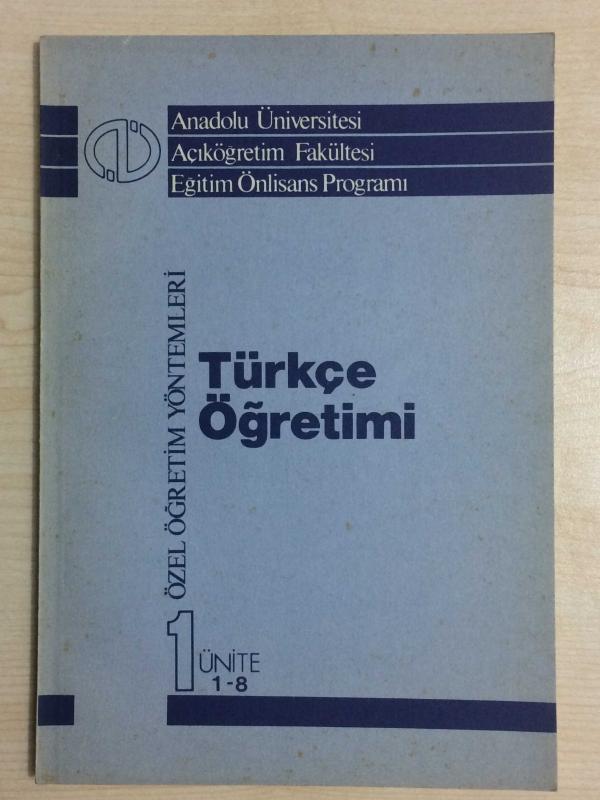 Anadolu Üniversitesi
Açıköğretim Fakültesi
Eğitim Önlisans Programı
ÖZEL ÖĞRETİM YÖNTEMLERİ
Türkçe
Öğretimi
1 ÜNİTE
1-8